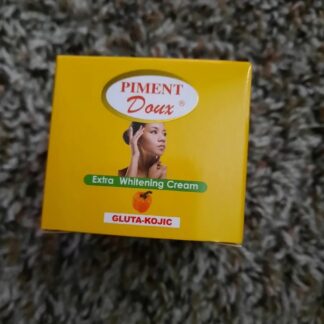 PIMENT
Doux ®
Extra Whitening Cream
GLUTA-KOJIC